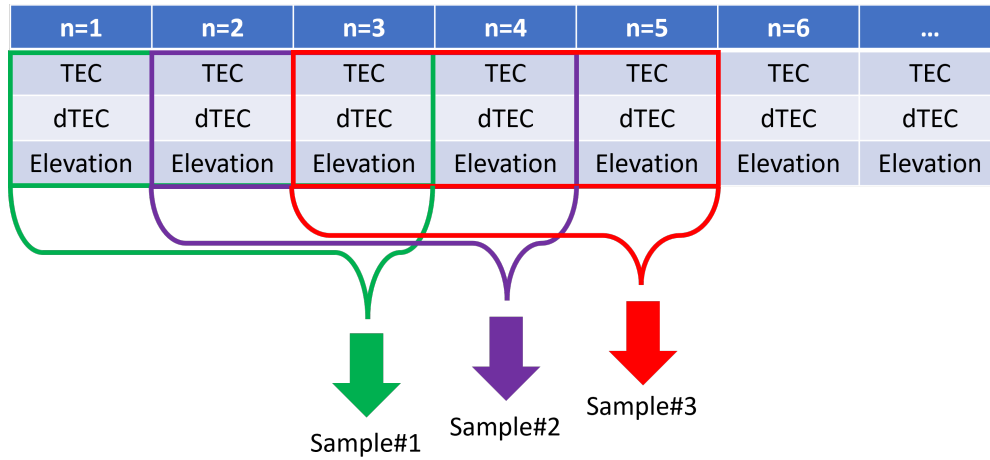 n=1 n=2 n=3 n=4 n=5 n=6 ...
TEC TEC TEC TEC TEC TEC TEC
dTEC dTEC dTEC dTEC dTEC dTEC dTEC
Elevation Elevation Elevation Elevation Elevation Elevation Elevation
Sample#1 Sample#2 Sample#3